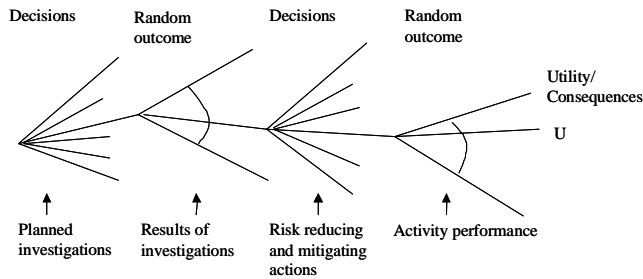 Decisions
Random
outcome
Decisions
Random
outcome
Utility/
Consequences
U
Planned
investigations
Results of
investigations
Risk reducing
and mitigating
actions
Activity performance